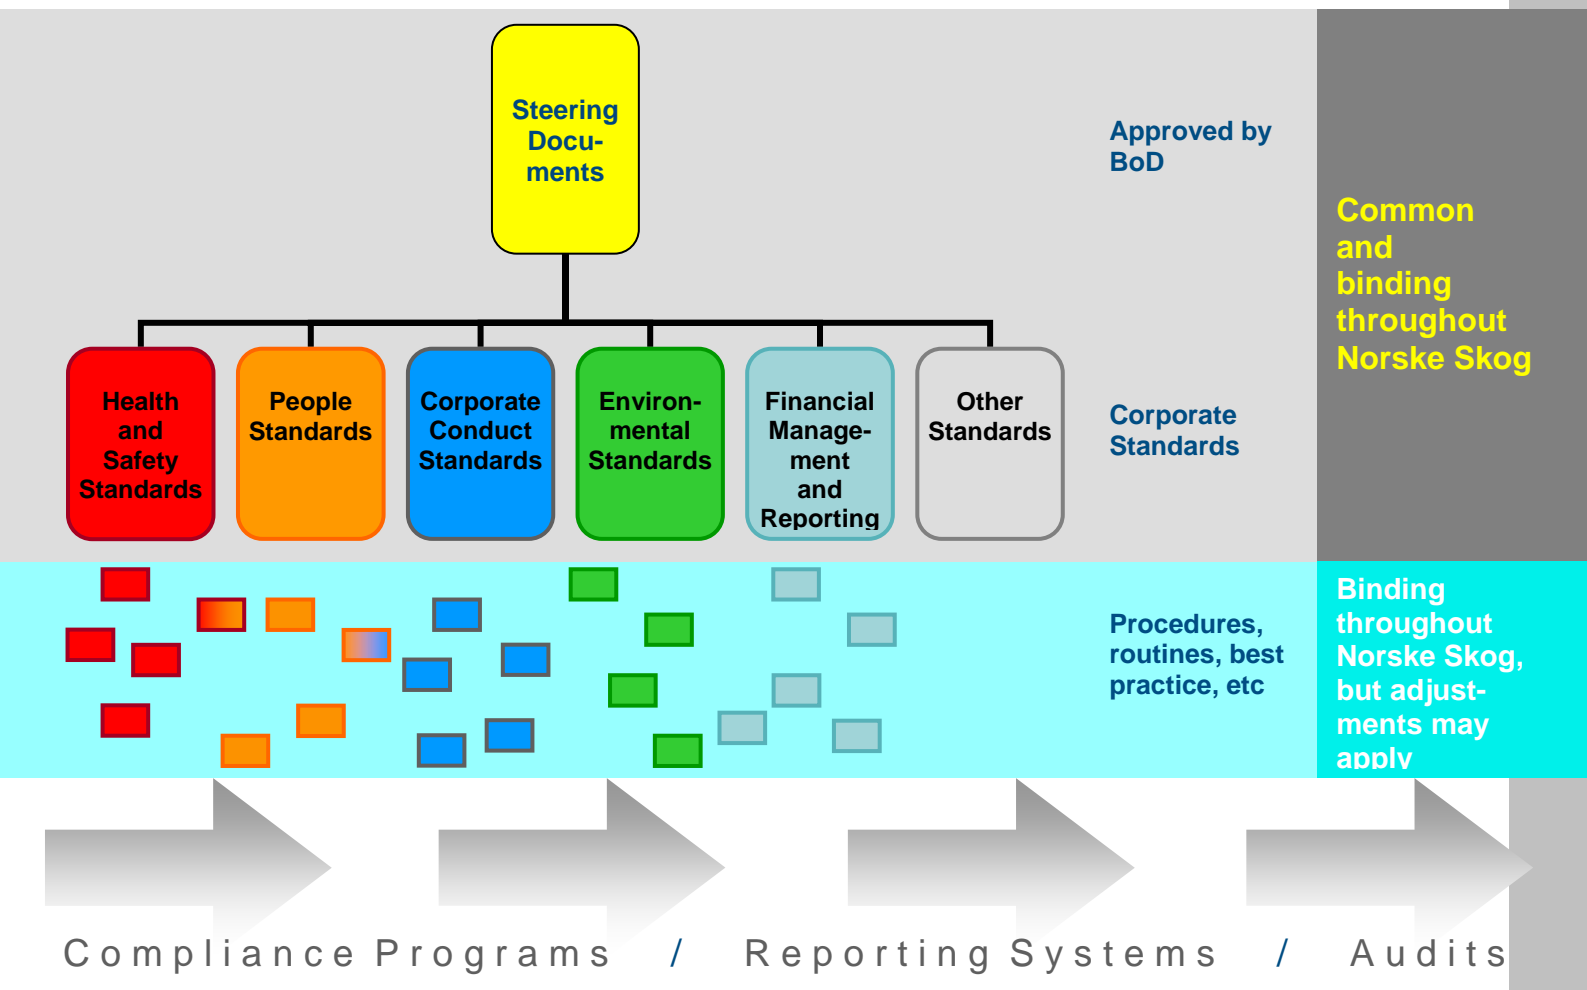 Steering
Docu-
ments
Approved by
BoD
Common
and
binding
throughout
Norske Skog
Health
and
Safety
Standards
People
Standards
Corporate
Conduct
Standards
Environ-
mental
Standards
Financial
Manage-
ment
and
Reporting
Other
Standards
Corporate
Standards
Procedures,
routines, best
practice, etc
Binding
throughout
Norske Skog,
but adjust-
ments may
apply
Compliance Programs / Reporting Systems / Audits